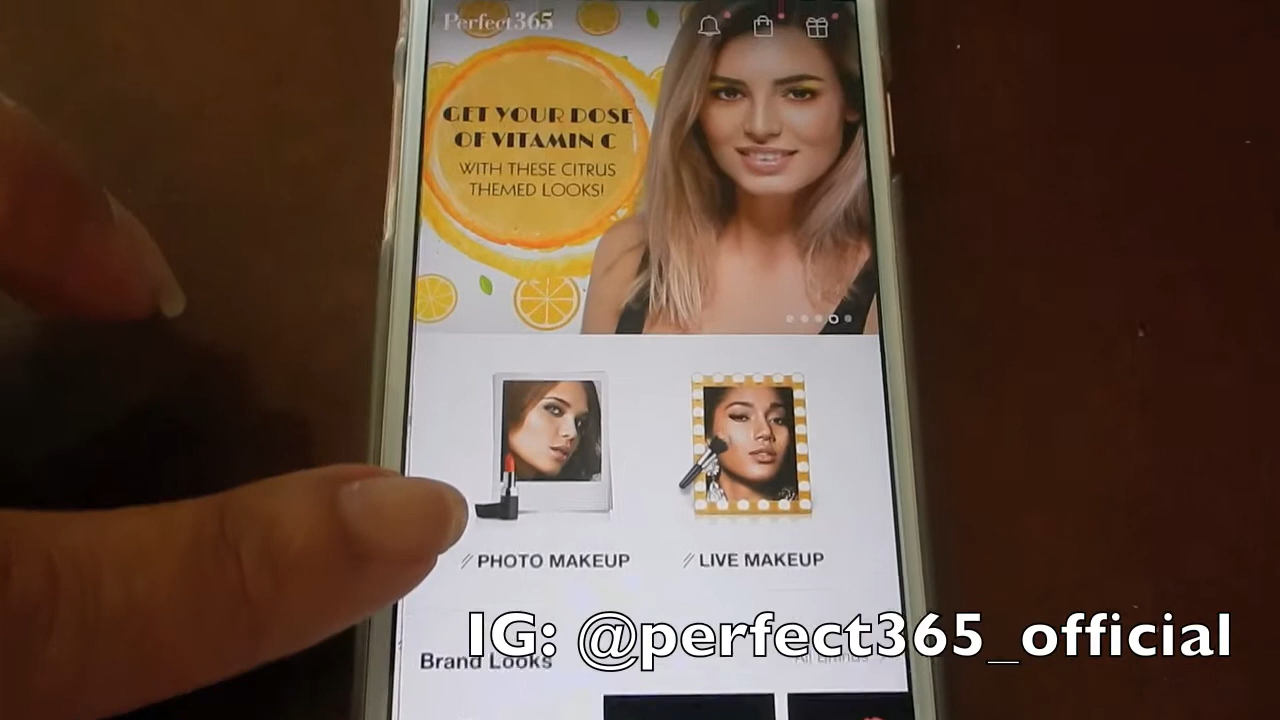 Perfect365
GET YOUR DOSE
OF VITAMIN C
WITH THESE CITRUS
THEMED LOOKS!
PHOTO MAKEUP
LIVE MAKEUP
IG: @perfect365_official
Brand Looks